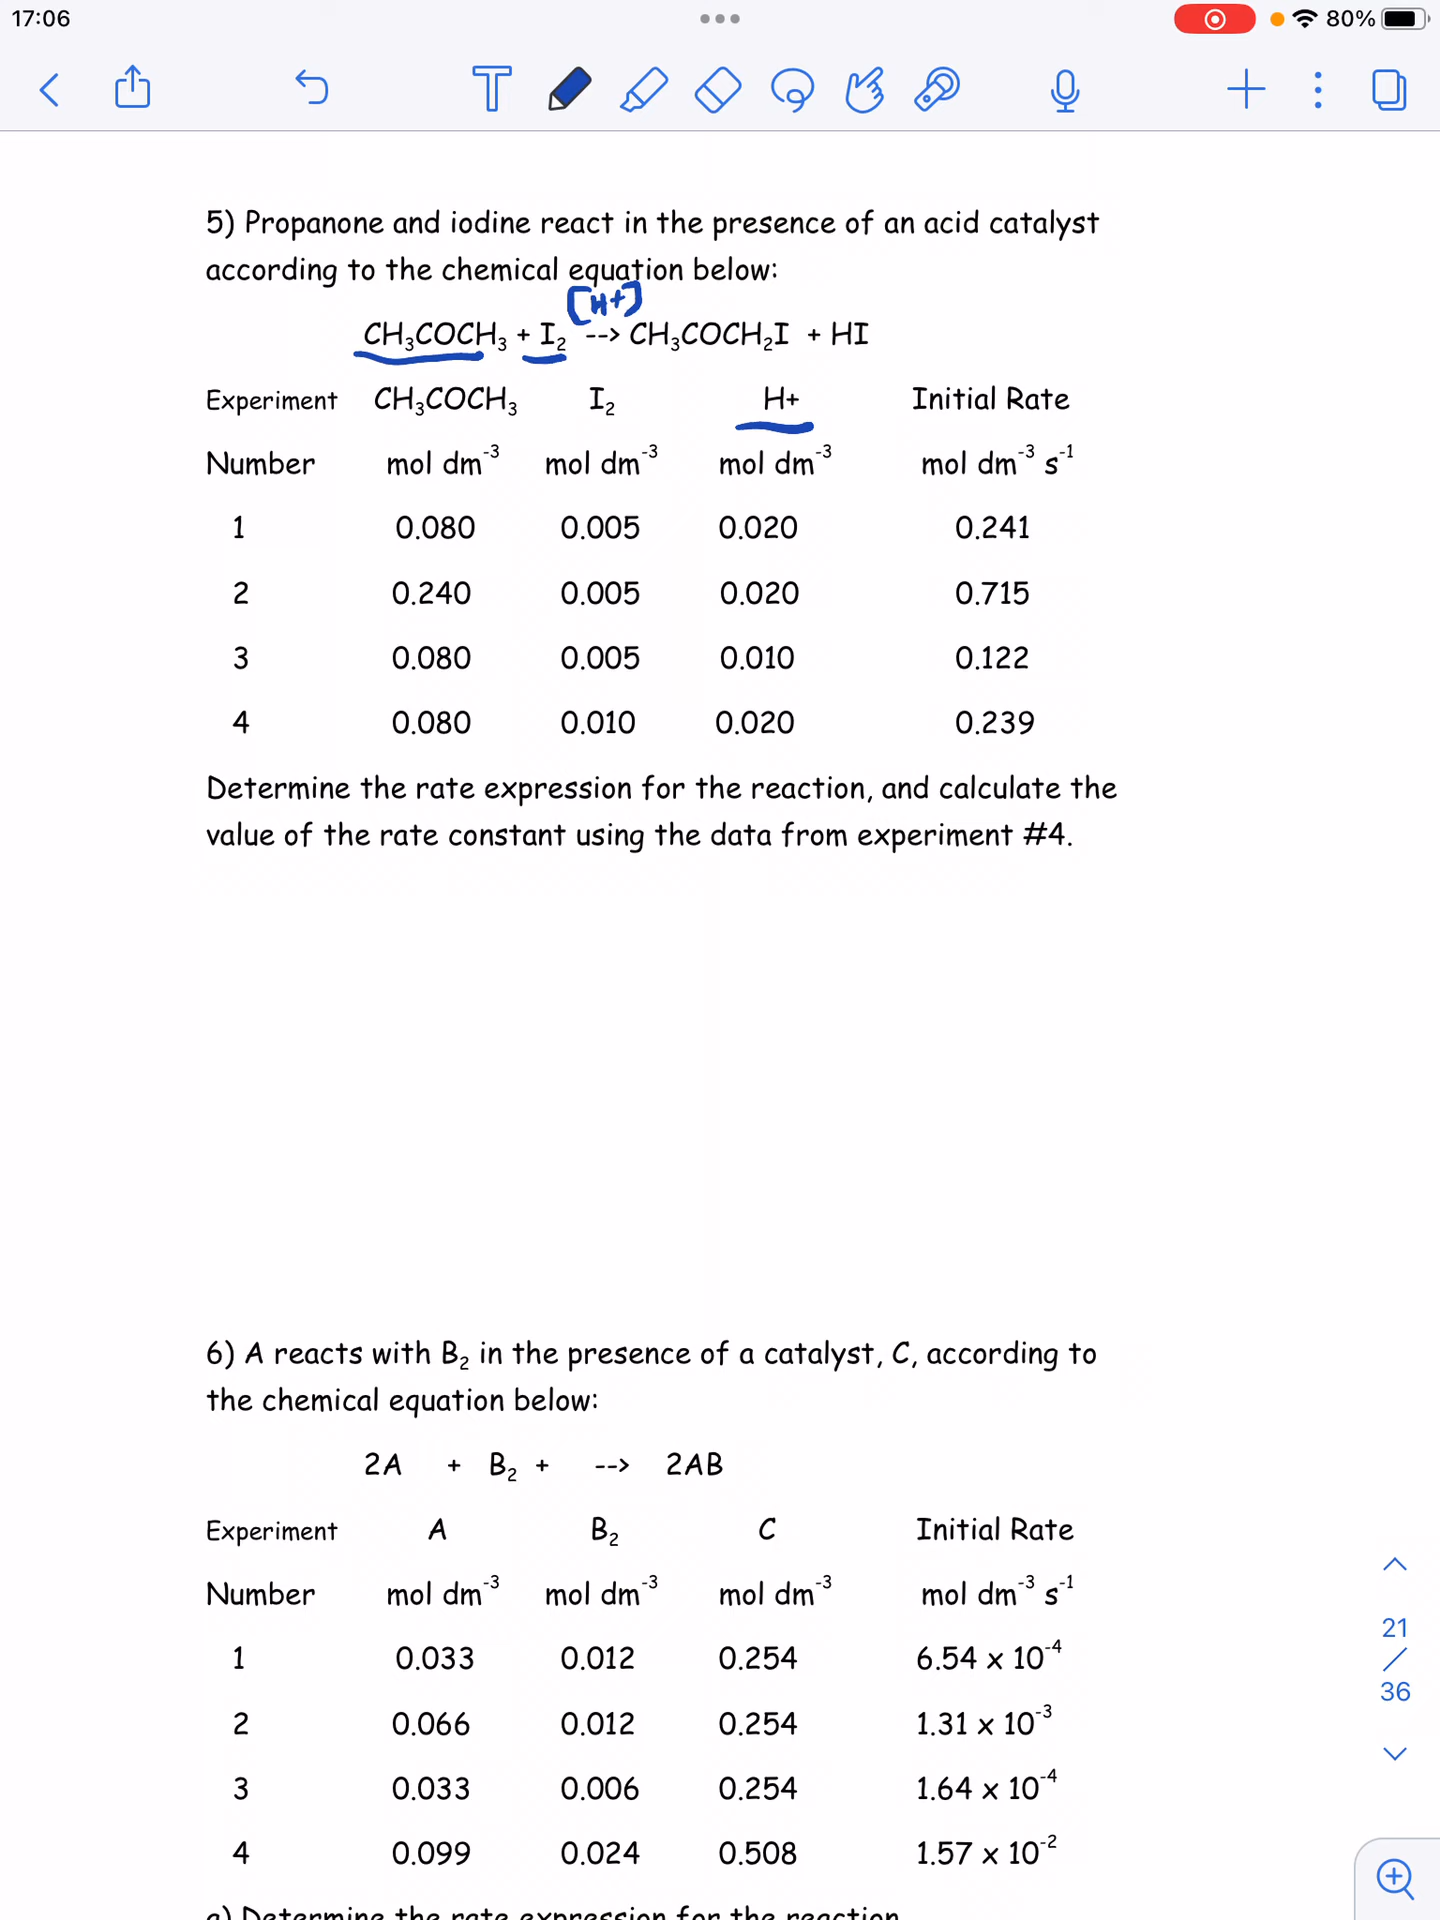 17:06
80%
5) Propanone and iodine react in the presence of an acid catalyst
according to the chemical equation below:
[H+]
CH₃COCH₃ + I₂ --> CH₃COCH₂I + HI
Experiment CH₃COCH₃ I₂ H+ Initial Rate
Number mol dm⁻³ mol dm⁻³ mol dm⁻³ mol dm⁻³ s⁻¹
1 0.080 0.005 0.020 0.241
2 0.240 0.005 0.020 0.715
3 0.080 0.005 0.010 0.122
4 0.080 0.010 0.020 0.239
Determine the rate expression for the reaction, and calculate the
value of the rate constant using the data from experiment #4.
6) A reacts with B₂ in the presence of a catalyst, C, according to
the chemical equation below:
2A + B₂ + --> 2AB
Experiment A B₂ C Initial Rate
Number mol dm⁻³ mol dm⁻³ mol dm⁻³ mol dm⁻³ s⁻¹
1 0.033 0.012 0.254 6.54 x 10⁻⁴
2 0.066 0.012 0.254 1.31 x 10⁻³
3 0.033 0.006 0.254 1.64 x 10⁻⁴
4 0.099 0.024 0.508 1.57 x 10⁻²
a) Determine the rate expression for the reaction
21
/
36